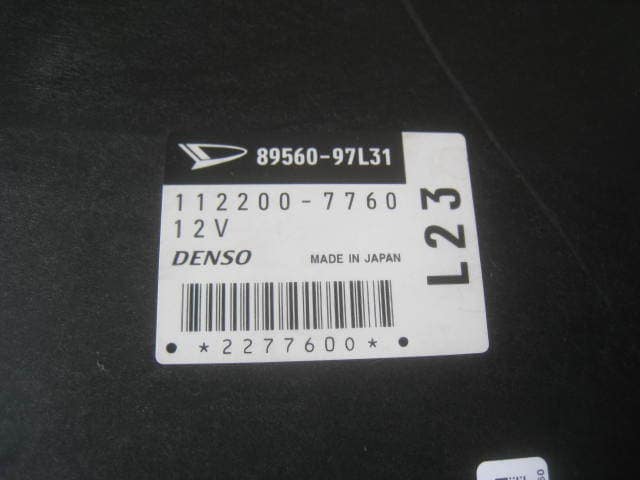 89560-97L31
112200-7760
12V
DENSO MADE IN JAPAN
*2277600*
L23